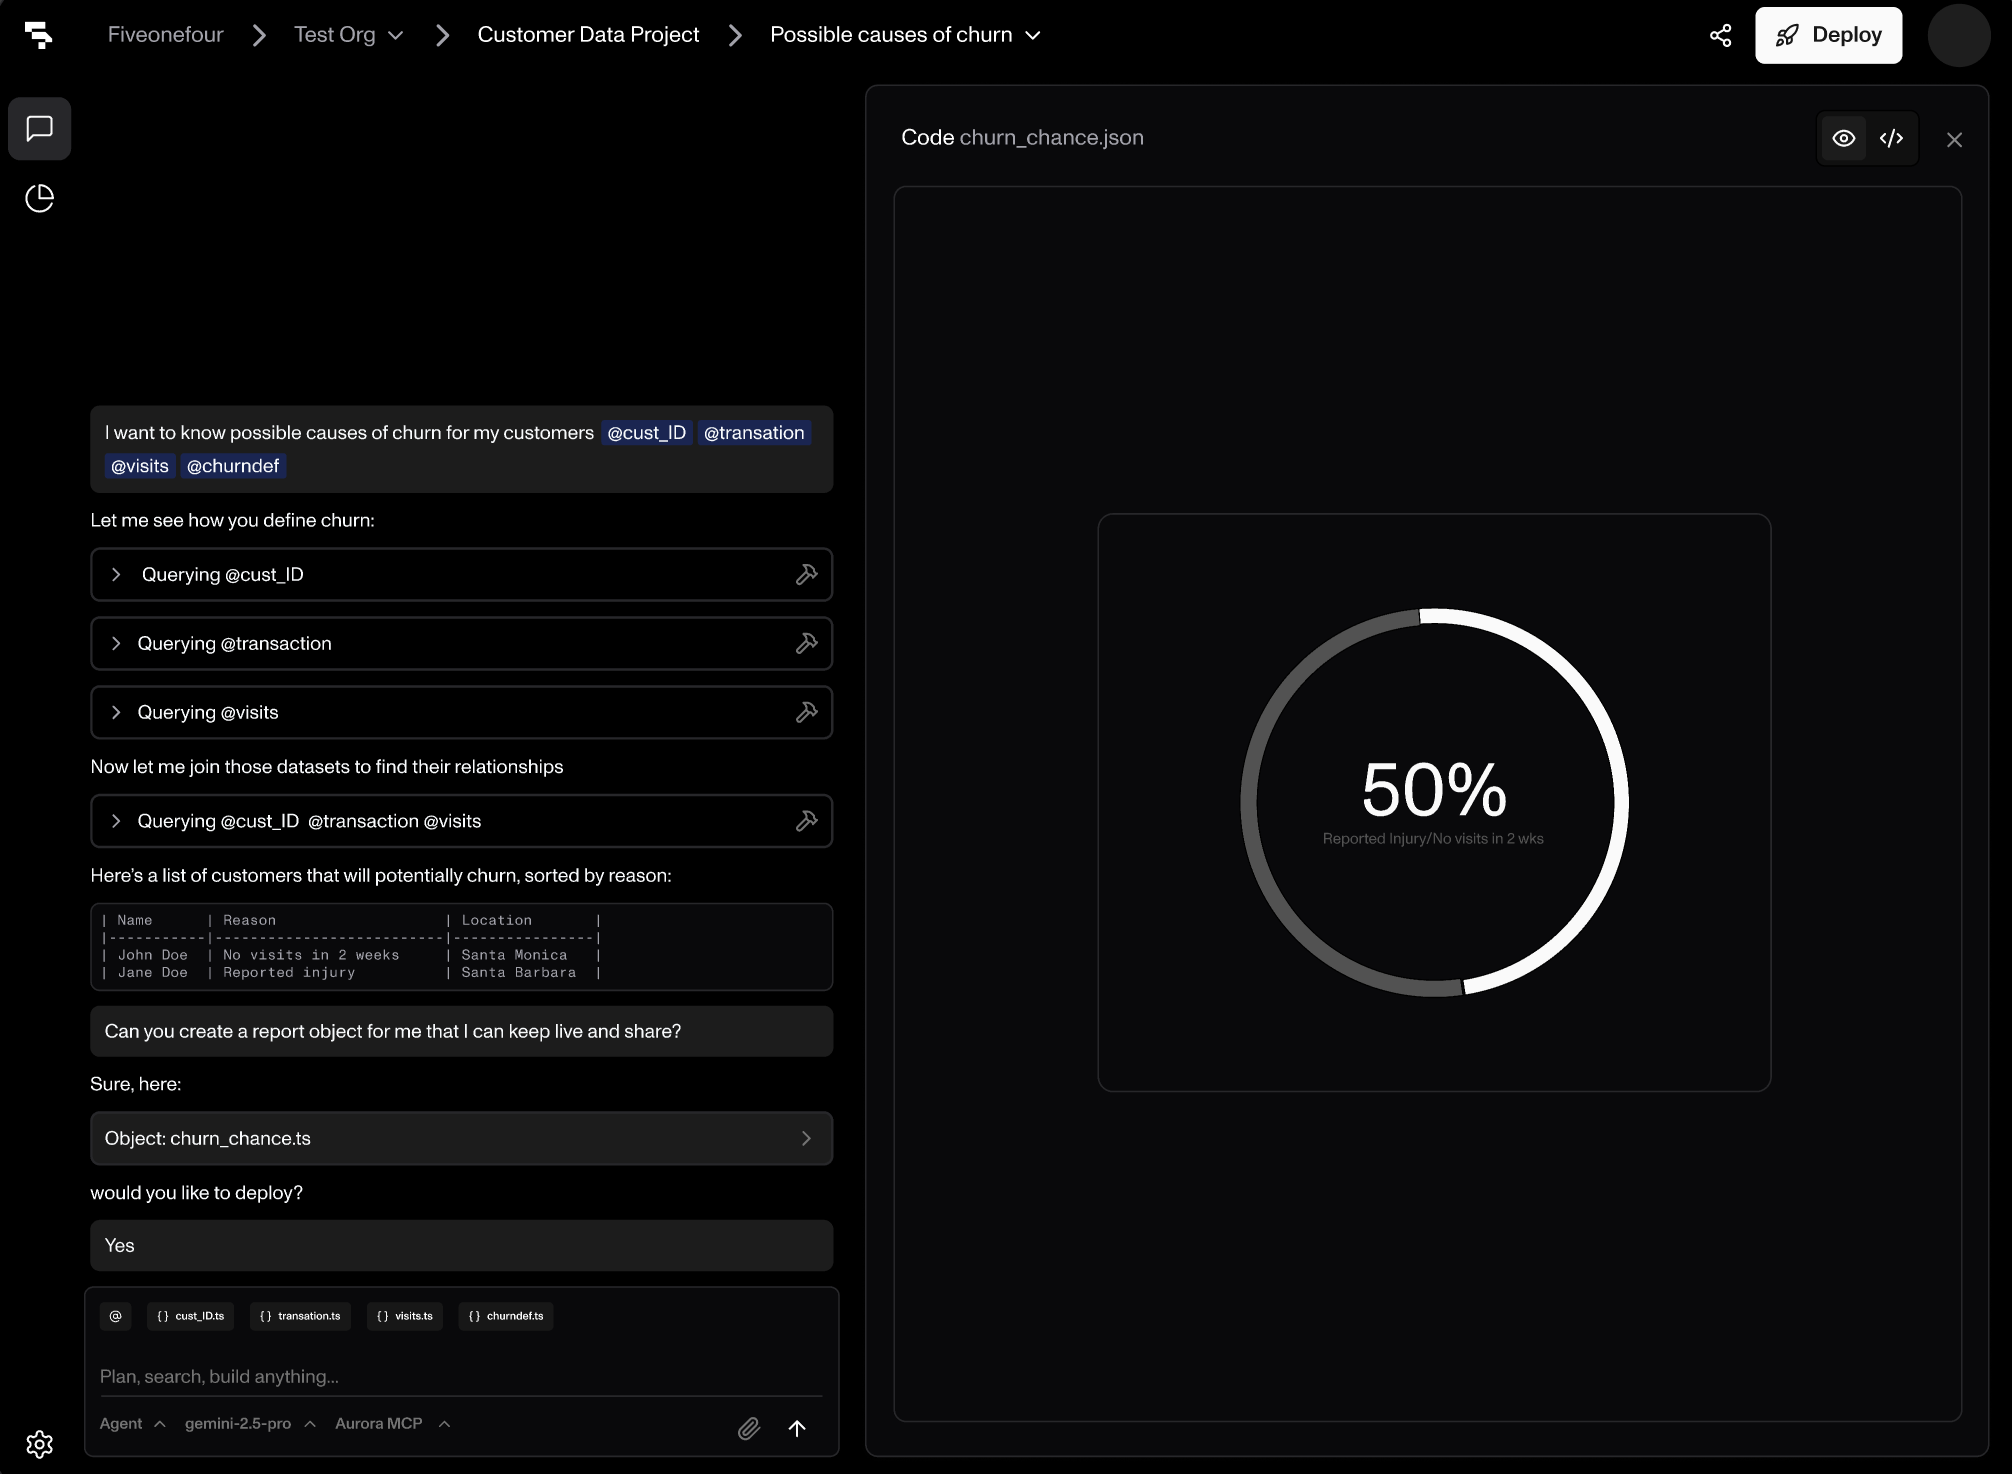 Fiveonefour
Test Org
Customer Data Project
Possible causes of churn
Deploy
I want to know possible causes of churn for my customers @cust_ID @transation
@visits @churndef
Let me see how you define churn:
Querying @cust_ID
Querying @transaction
Querying @visits
Now let me join those datasets to find their relationships
Querying @cust_ID @transaction @visits
Here's a list of customers that will potentially churn, sorted by reason:
| Name | Reason | Location |
|-----------|--------------------------|----------------|
| John Doe | No visits in 2 weeks | Santa Monica |
| Jane Doe | Reported injury | Santa Barbara |
Can you create a report object for me that I can keep live and share?
Sure, here:
Object: churn_chance.ts
would you like to deploy?
Yes
@ {} cust_ID.ts {} transation.ts {} visits.ts {} churndef.ts
Plan, search, build anything...
Agent gemini-2.5-pro Aurora MCP
Code churn_chance.json
</>
50%
Reported Injury/No visits in 2 wks